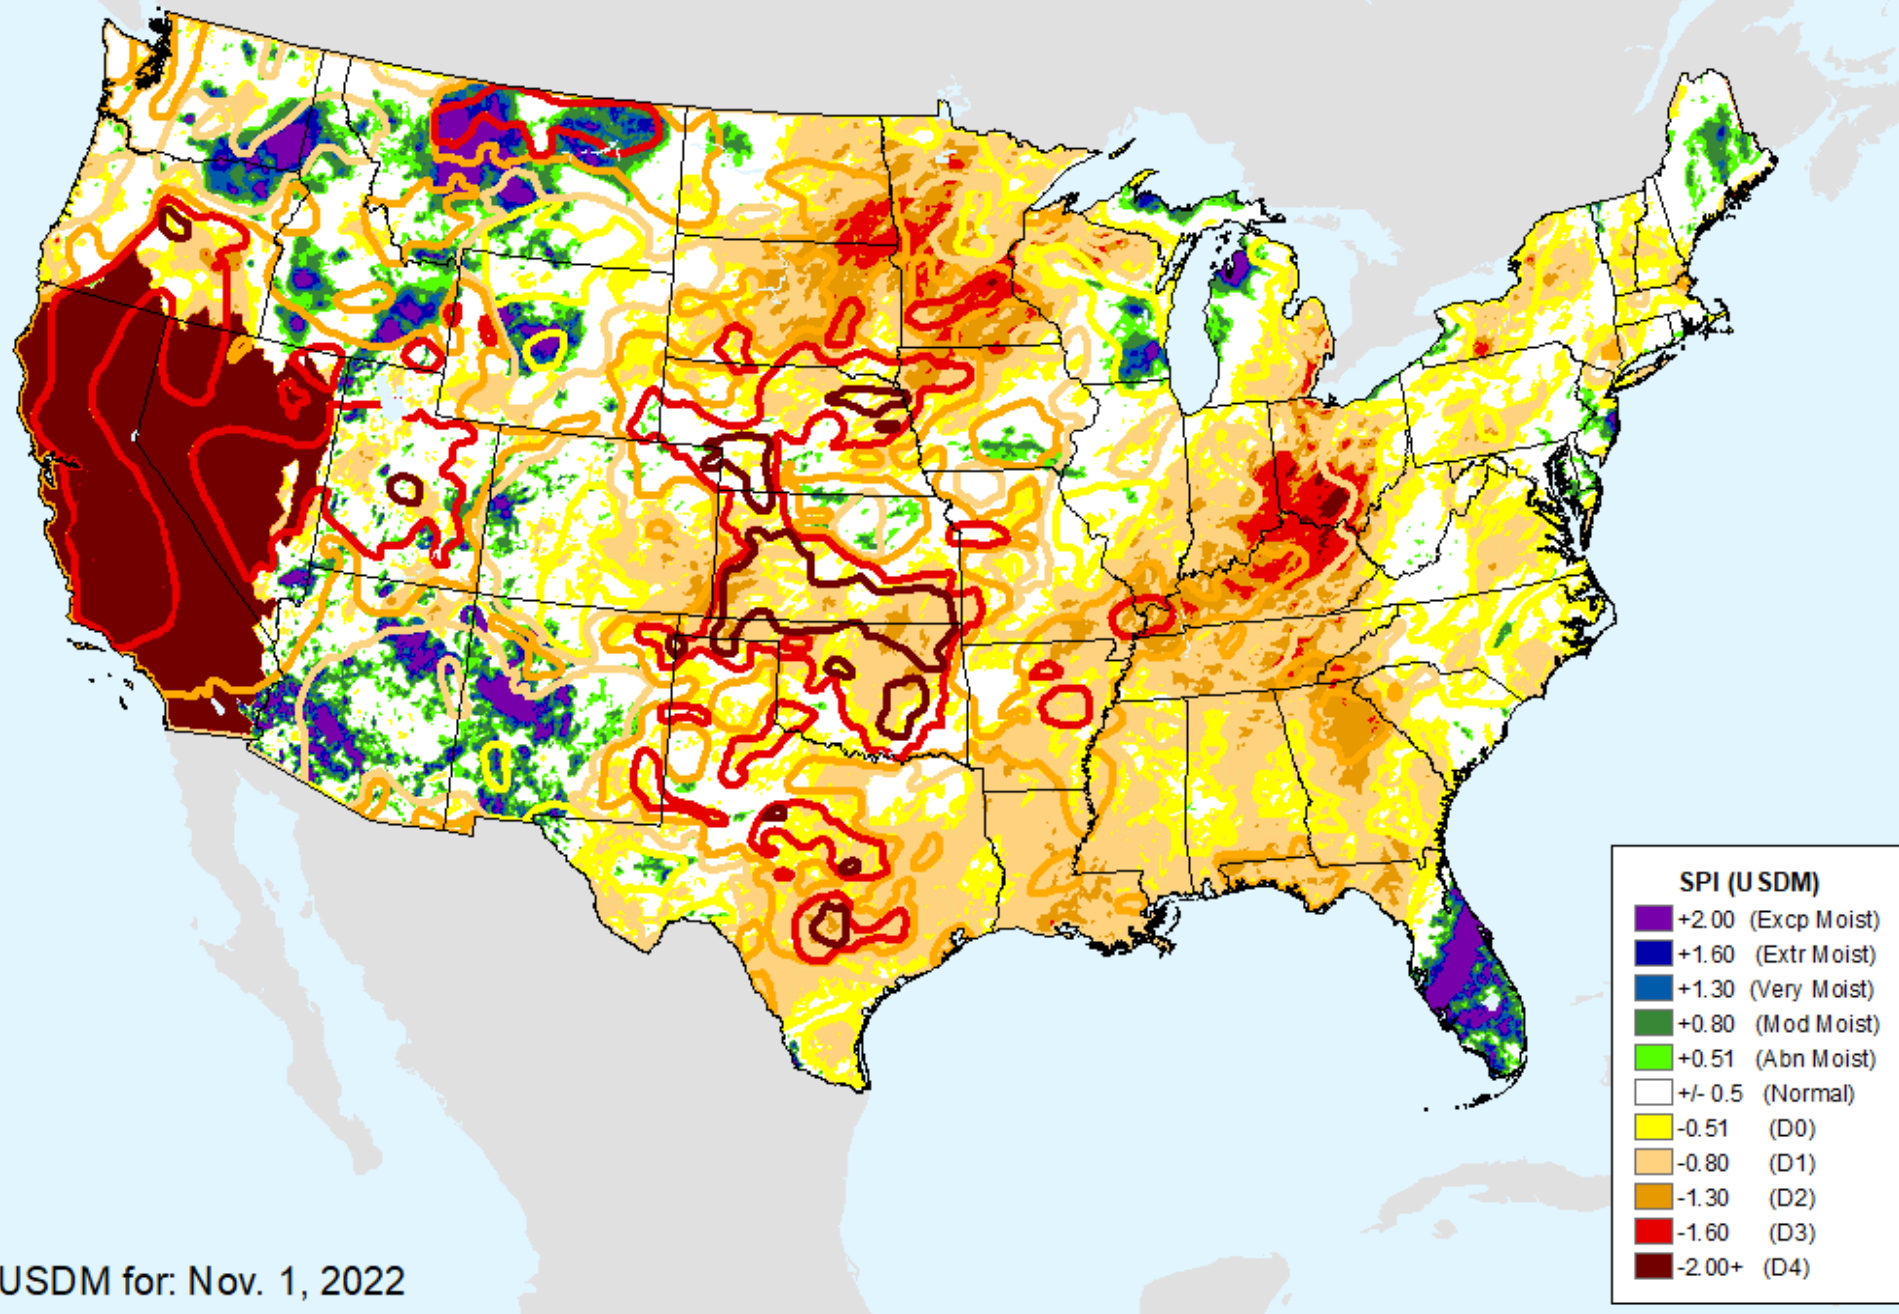 SPI (USDM)
+2.00 (Excp Moist)
+1.60 (Extr Moist)
+1.30 (Very Moist)
+0.80 (Mod Moist)
+0.51 (Abn Moist)
+/- 0.5 (Normal)
-0.51 (D0)
-0.80 (D1)
-1.30 (D2)
-1.60 (D3)
-2.00+ (D4)
USDM for: Nov. 1, 2022